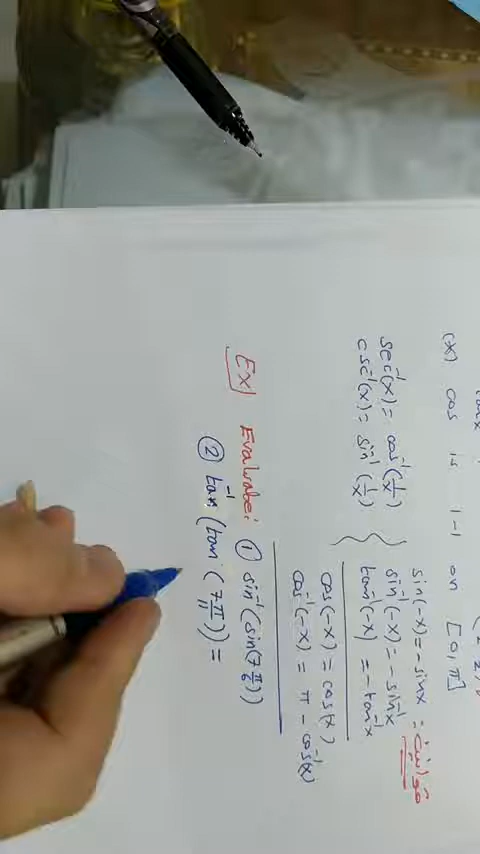 (x) cos is 1-1 on [0, π]
sec⁻¹(x) = cos⁻¹(1/x)
csc⁻¹(x) = sin⁻¹(1/x)
sin(-x) = -sinx =
sin⁻¹(-x) = -sin⁻¹x
tan⁻¹(-x) = -tan⁻¹x
cos(-x) = cos(x)
cos⁻¹(-x) = π - cos⁻¹(x)
EX Evaluate: ① sin⁻¹(sin(7π/6))
② tan⁻¹(tan(7π/11)) =